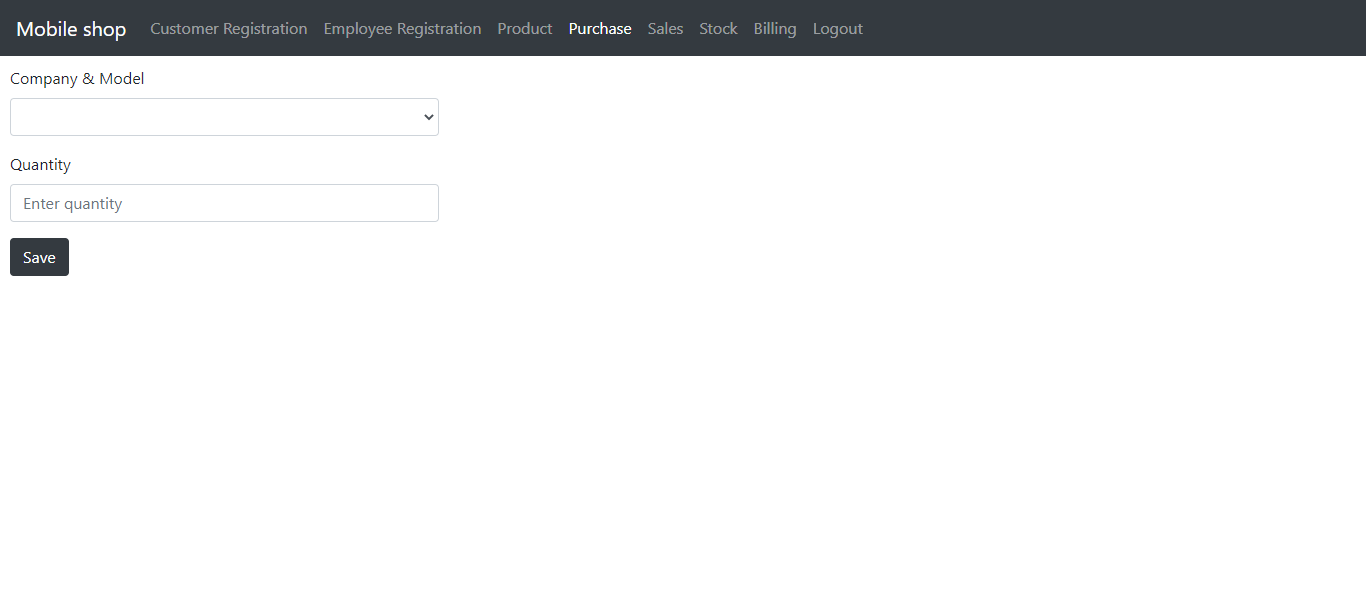 Mobile shop Customer Registration Employee Registration Product Purchase Sales Stock Billing Logout
Company & Model
Quantity
Enter quantity
Save